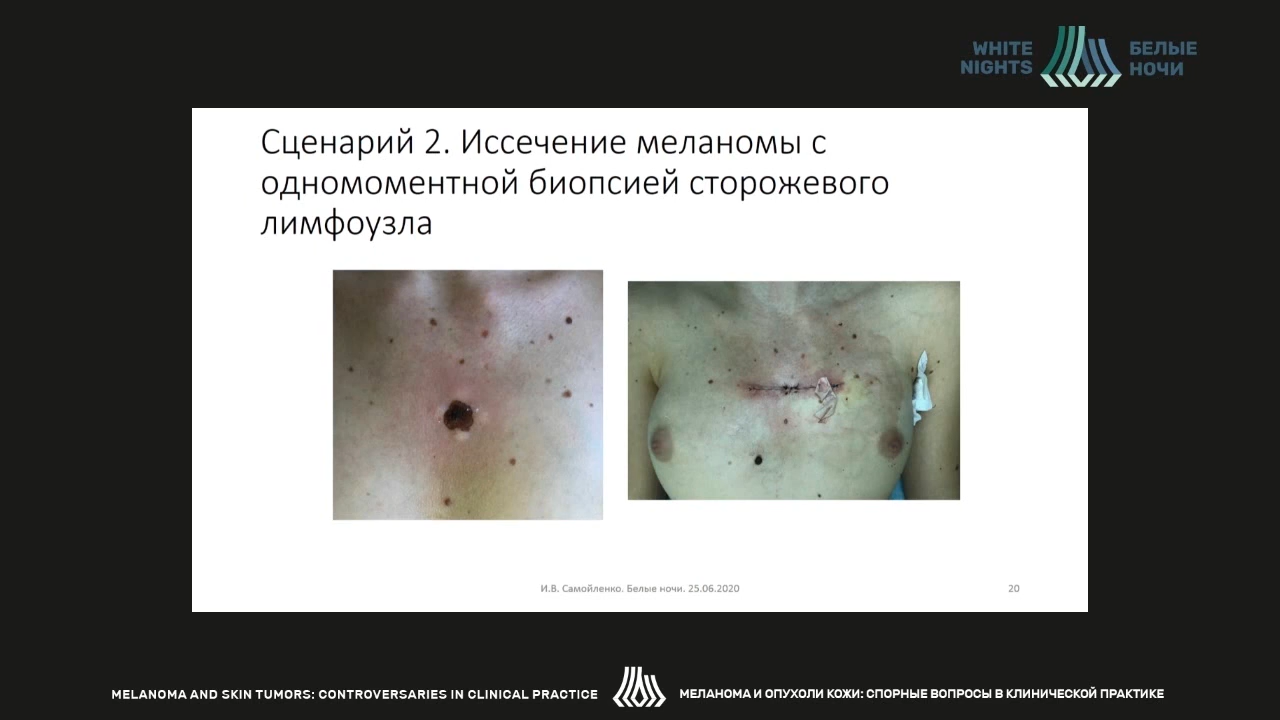 WHITE
NIGHTS
БЕЛЫЕ
НОЧИ
Сценарий 2. Иссечение меланомы с
одномоментной биопсией сторожевого
лимфоузла
И.В. Самойленко. Белые ночи. 25.06.2020
20
MELANOMA AND SKIN TUMORS: CONTROVERSARIES IN CLINICAL PRACTICE
МЕЛАНОМА И ОПУХОЛИ КОЖИ: СПОРНЫЕ ВОПРОСЫ В КЛИНИЧЕСКОЙ ПРАКТИКЕ